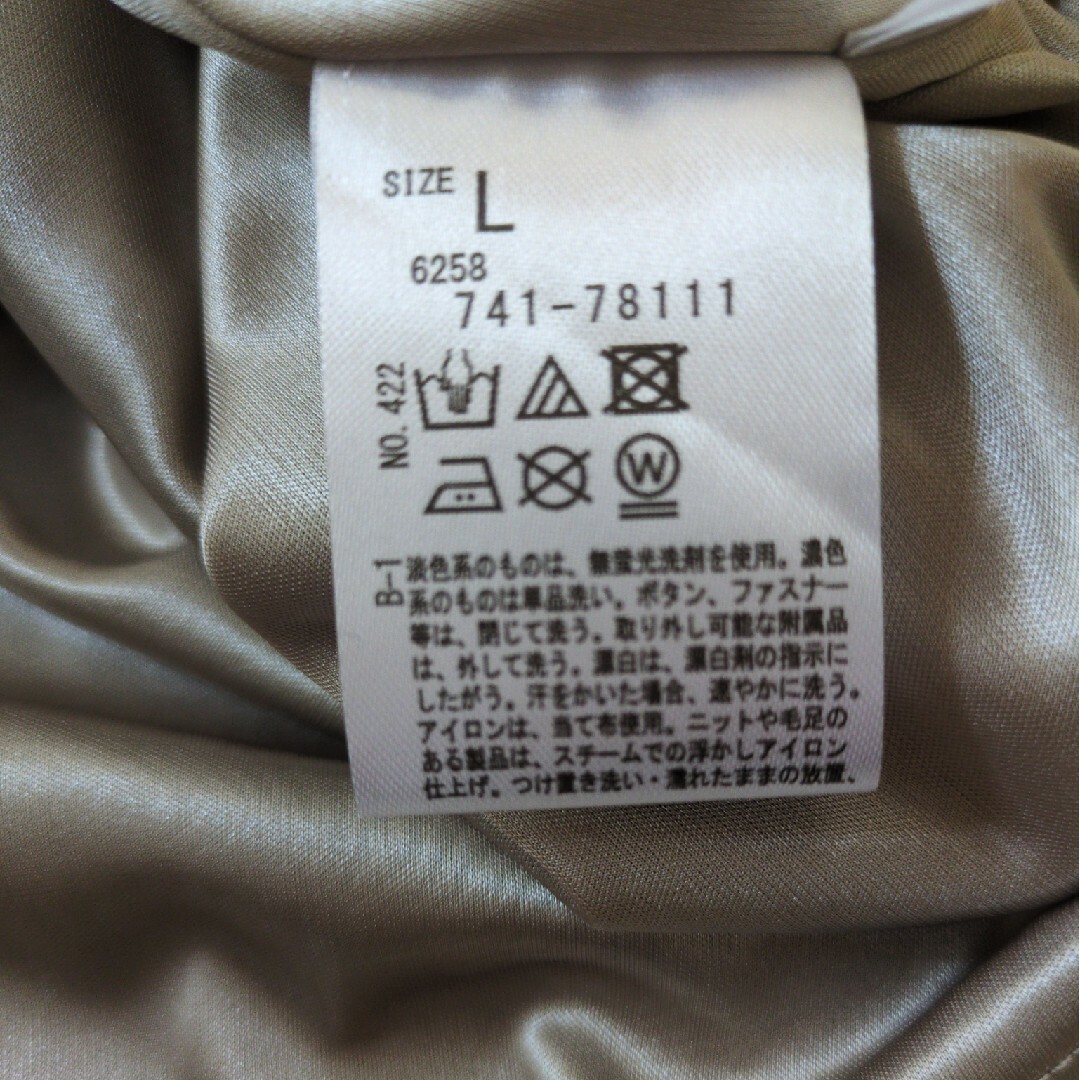 SIZE L
6258
741-78111
NO. 422
W
B-1
淡色系のものは、無蛍光洗剤を使用。濃色
系のものは単品洗い。ボタン、ファスナー
等は、閉じて洗う。取り外し可能な附属品
は、外して洗う。漂白は、漂白剤の指示に
したがう。汗をかいた場合、速やかに洗う。
アイロンは、当て布使用。ニットや毛足の
ある製品は、スチームでの浮かしアイロン
仕上げ。つけ置き洗い・濡れたままの放置、